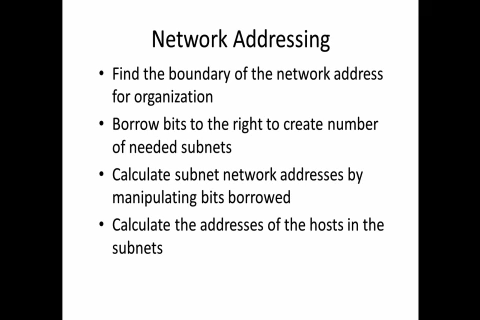 Network Addressing
• Find the boundary of the network address
for organization
• Borrow bits to the right to create number
of needed subnets
• Calculate subnet network addresses by
manipulating bits borrowed
• Calculate the addresses of the hosts in the
subnets